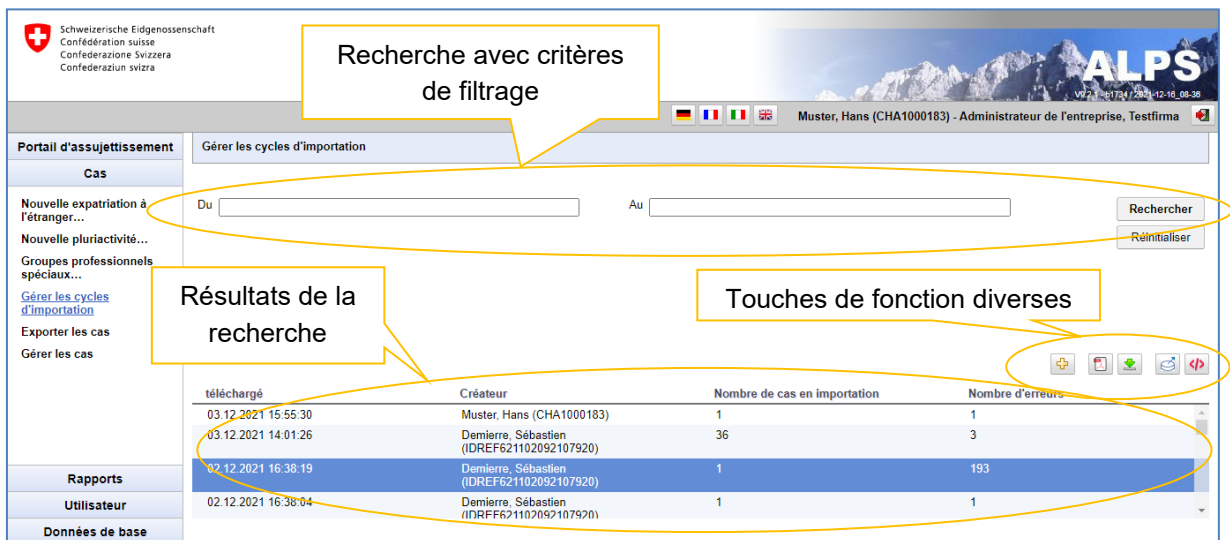 Schweizerische Eidgenossenschaft
Confédération suisse
Confederazione Svizzera
Confederaziun svizra
Recherche avec critères
de filtrage
ALPS
Muster, Hans (CHA1000183) - Administrateur de l'entreprise, Testfirma
Portail d'assujettissement
Gérer les cycles d'importation
Cas
Nouvelle expatriation à
l'étranger…
Du
Au
Rechercher
Nouvelle pluriactivité…
Réinitialiser
Groupes professionnels
spéciaux…
Gérer les cycles
d'importation
Exporter les cas
Gérer les cas
Résultats de la
recherche
Touches de fonction diverses
téléchargé Créateur Nombre de cas en importation Nombre d'erreurs
03.12.2021 15:55:30 Muster, Hans (CHA1000183) 1 1
03.12.2021 14:01:26 Demierre, Sébastien 36 3
(IDREF621102092107920)
02.12.2021 16:38:19 Demierre, Sébastien 1 193
(IDREF621102092107920)
02.12.2021 16:38:04 Demierre, Sébastien 1 1
(IDREF621102092107920)
Rapports
Utilisateur
Données de base